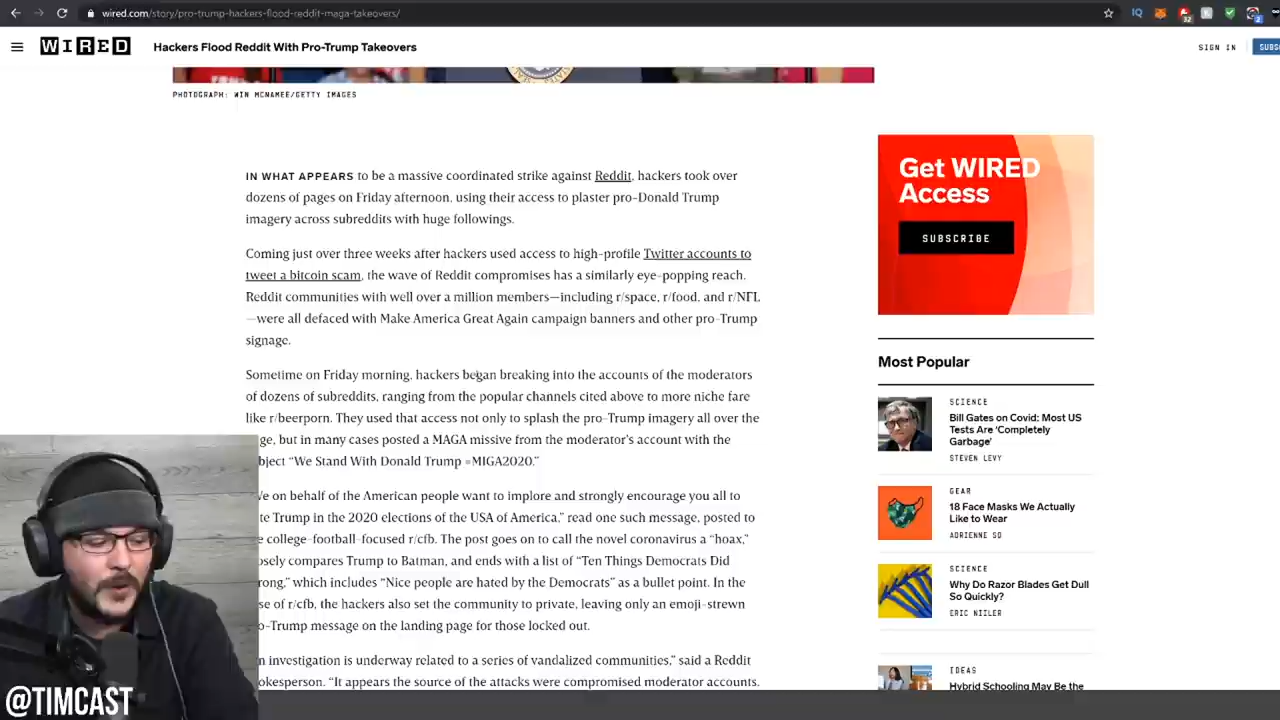 wired.com/story/pro-trump-hackers-flood-reddit-maga-takeovers/
WIRED
Hackers Flood Reddit With Pro-Trump Takeovers
SIGN IN
PHOTOGRAPH: WIN MCNAMEE/GETTY IMAGES
IN WHAT APPEARS to be a massive coordinated strike against Reddit, hackers took over
dozens of pages on Friday afternoon, using their access to plaster pro-Donald Trump
imagery across subreddits with huge followings.
Coming just over three weeks after hackers used access to high-profile Twitter accounts to
tweet a bitcoin scam, the wave of Reddit compromises has a similarly eye-popping reach.
Reddit communities with well over a million members—including r/space, r/food, and r/NFL
—were all defaced with Make America Great Again campaign banners and other pro-Trump
signage.
Sometime on Friday morning, hackers began breaking into the accounts of the moderators
of dozens of subreddits, ranging from the popular channels cited above to more niche fare
like r/beerporn. They used that access not only to splash the pro-Trump imagery all over the
ge, but in many cases posted a MAGA missive from the moderator's account with the
bject “We Stand With Donald Trump =MIGA2020.”
e on behalf of the American people want to implore and strongly encourage you all to
te Trump in the 2020 elections of the USA of America,” read one such message, posted to
e college-football-focused r/cfb. The post goes on to call the novel coronavirus a “hoax,”
osely compares Trump to Batman, and ends with a list of “Ten Things Democrats Did
rong,” which includes “Nice people are hated by the Democrats” as a bullet point. In the
se of r/cfb, the hackers also set the community to private, leaving only an emoji-strewn
o-Trump message on the landing page for those locked out.
n investigation is underway related to a series of vandalized communities,” said a Reddit
okesperson. “It appears the source of the attacks were compromised moderator accounts.
Get WIRED
Access
SUBSCRIBE
Most Popular
SCIENCE
Bill Gates on Covid: Most US
Tests Are ‘Completely
Garbage’
STEVEN LEVY
GEAR
18 Face Masks We Actually
Like to Wear
ADRIENNE SO
SCIENCE
Why Do Razor Blades Get Dull
So Quickly?
ERIC NIILER
IDEAS
Hybrid Schooling May Be the
@TIMCAST